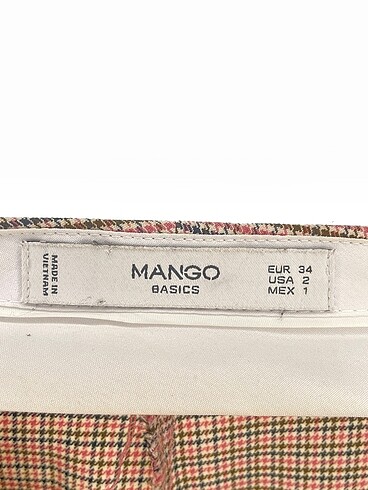 MADE IN
VIETNAM
MANGO
BASICS
EUR 34
USA 2
MEX 1